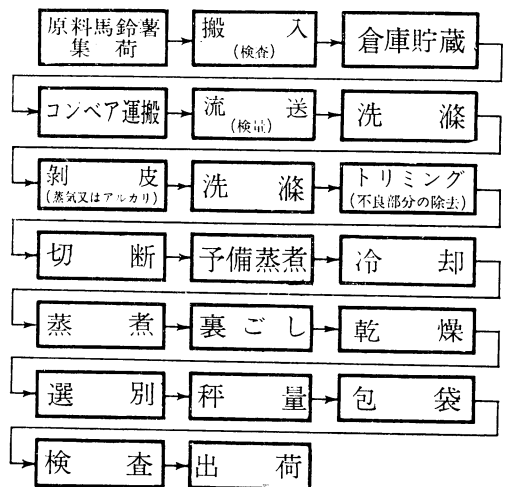 原料馬鈴薯
集荷
搬入
(検査)
倉庫貯蔵
コンベア運搬
流送
(検量)
洗滌
剝皮
(蒸気又はアルカリ)
洗滌
トリミング
(不良部分の除去)
切断
予備蒸煮
冷却
蒸煮
裏ごし
乾燥
選別
秤量
包袋
検査
出荷